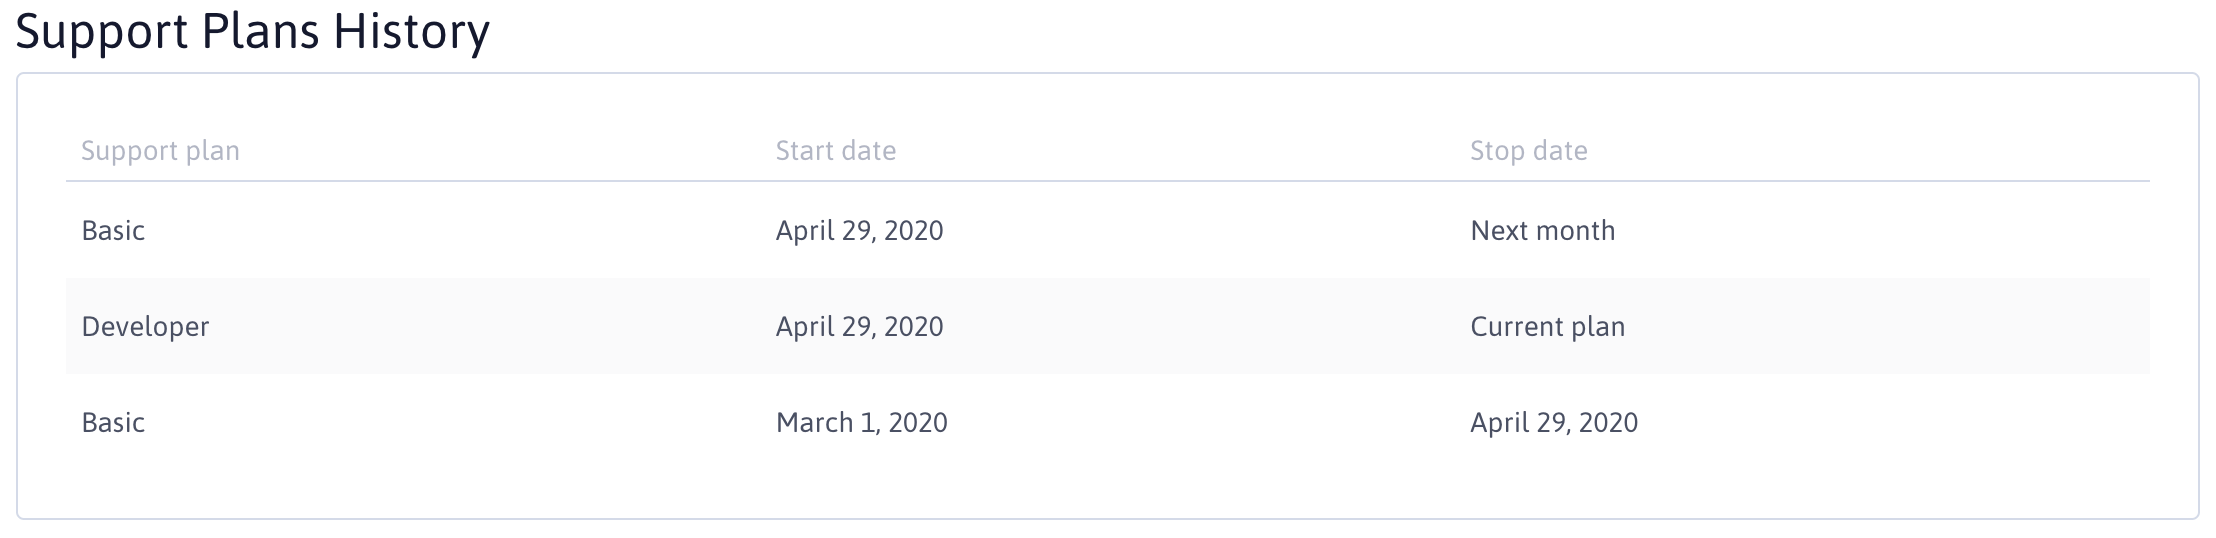 Support Plans History
Support plan Start date Stop date
Basic April 29, 2020 Next month
Developer April 29, 2020 Current plan
Basic March 1, 2020 April 29, 2020